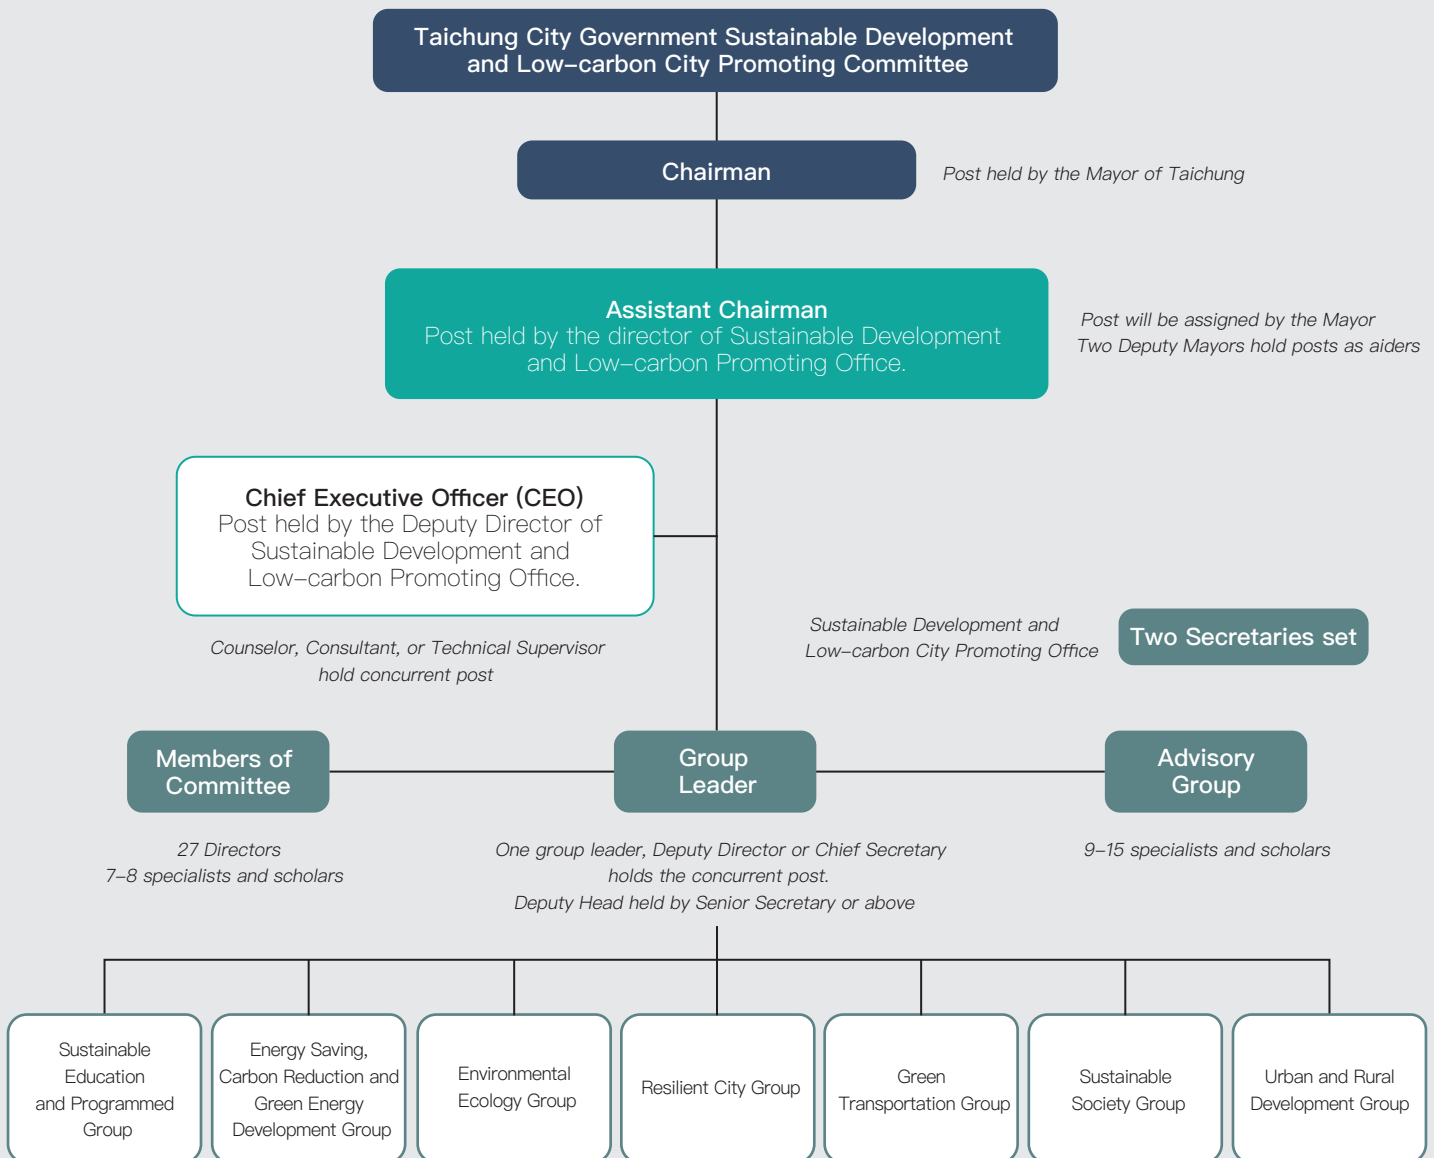 Taichung City Government Sustainable Development
and Low-carbon City Promoting Committee
Chairman
Post held by the Mayor of Taichung
Assistant Chairman
Post held by the director of Sustainable Development
and Low-carbon Promoting Office.
Post will be assigned by the Mayor
Two Deputy Mayors hold posts as aiders
Chief Executive Officer (CEO)
Post held by the Deputy Director of
Sustainable Development and
Low-carbon Promoting Office.
Counselor, Consultant, or Technical Supervisor
hold concurrent post
Sustainable Development and
Low-carbon City Promoting Office
Two Secretaries set
Members of
Committee
27 Directors
7-8 specialists and scholars
Group
Leader
One group leader, Deputy Director or Chief Secretary
holds the concurrent post.
Deputy Head held by Senior Secretary or above
Advisory
Group
9-15 specialists and scholars
Sustainable
Education
and Programmed
Group
Energy Saving,
Carbon Reduction and
Green Energy
Development Group
Environmental
Ecology Group
Resilient City Group
Green
Transportation Group
Sustainable
Society Group
Urban and Rural
Development Group